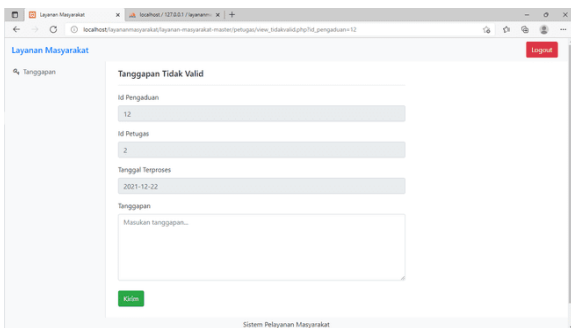 Layanan Masyarakat
localhost / 127.0.0.1 / layananm
localhost/layananmasyarakat/layanan-masyarakat-master/petugas/view_tidakvalid.php?id_pengaduan=12
Layanan Masyarakat
Logout
Tanggapan
Tanggapan Tidak Valid
Id Pengaduan
12
Id Petugas
2
Tanggal Terproses
2021-12-22
Tanggapan
Masukan tanggapan...
Kirim
Sistem Pelayanan Masyarakat